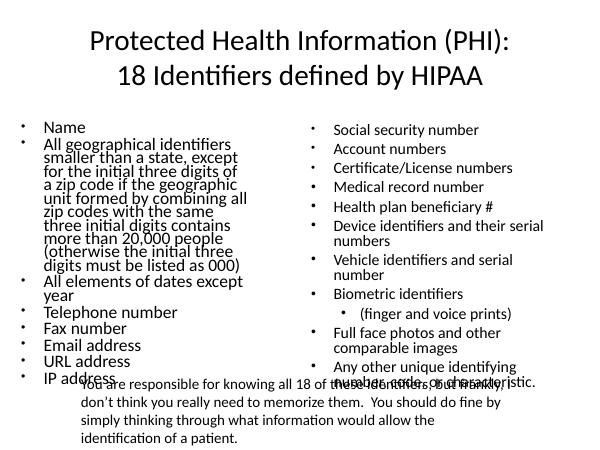 Protected Health Information (PHI):
18 Identifiers defined by HIPAA
• Name
• All geographical identifiers
smaller than a state, except
for the initial three digits of
a zip code if the geographic
unit formed by combining all
zip codes with the same
three initial digits contains
more than 20,000 people
(otherwise the initial three
digits must be listed as 000)
• All elements of dates except
year
• Telephone number
• Fax number
• Email address
• URL address
• IP address
• Social security number
• Account numbers
• Certificate/License numbers
• Medical record number
• Health plan beneficiary #
• Device identifiers and their serial
numbers
• Vehicle identifiers and serial
number
• Biometric identifiers
• (finger and voice prints)
• Full face photos and other
comparable images
• Any other unique identifying
number, code, or characteristic.
You are responsible for knowing all 18 of these identifiers, but frankly, I
don’t think you really need to memorize them.  You should do fine by
simply thinking through what information would allow the
identification of a patient.